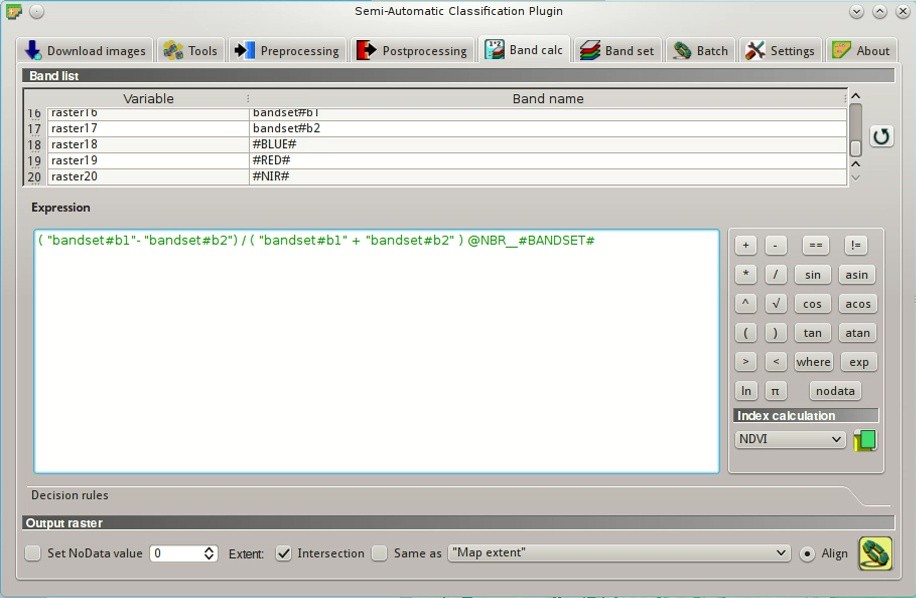 Semi-Automatic Classification Plugin
Download images Tools Preprocessing Postprocessing Band calc Band set Batch Settings About
Band list
Variable Band name
16 raster16 bandset#b1
17 raster17 bandset#b2
18 raster18 #BLUE#
19 raster19 #RED#
20 raster20 #NIR#
Expression
( "bandset#b1"- "bandset#b2") / ( "bandset#b1" + "bandset#b2" ) @NBR__#BANDSET#
+ - == !=
* / sin asin
^ √ cos acos
( ) tan atan
> < where exp
ln π nodata
Index calculation
NDVI
Decision rules
Output raster
Set NoData value 0 Extent: Intersection Same as "Map extent" Align